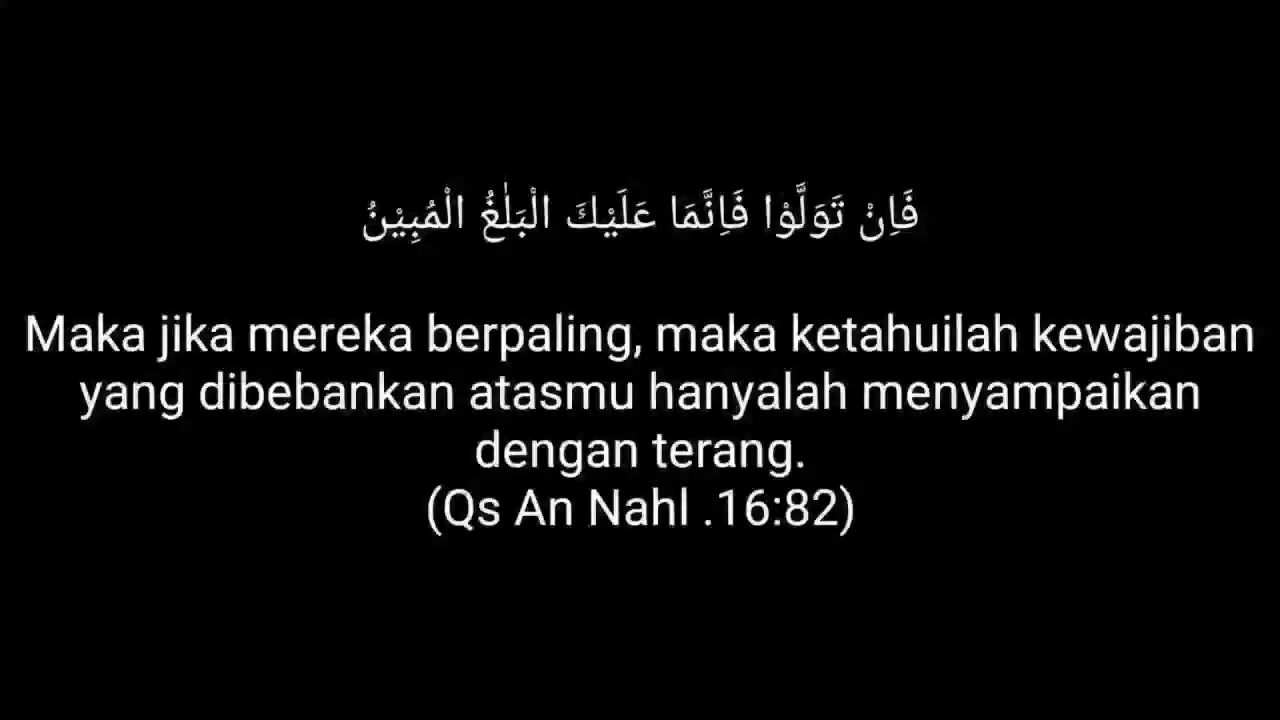 فَاِنْ تَوَلَّوْا فَاِنَّمَا عَلَيْكَ الْبَلٰغُ الْمُبِيْنُ
Maka jika mereka berpaling, maka ketahuilah kewajiban
yang dibebankan atasmu hanyalah menyampaikan
dengan terang.
(Qs An Nahl .16:82)